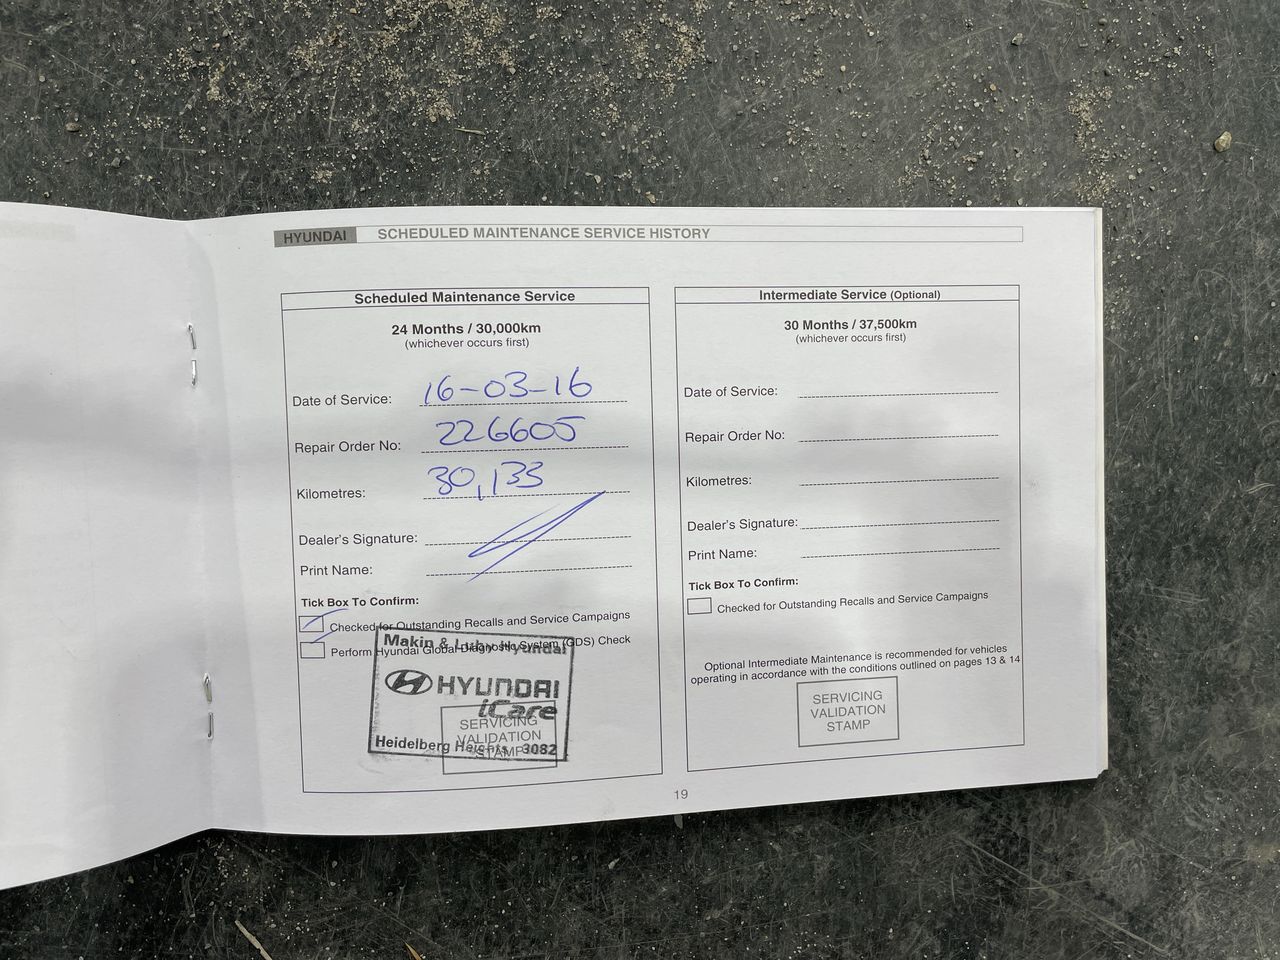 HYUNDAI SCHEDULED MAINTENANCE SERVICE HISTORY
Scheduled Maintenance Service
24 Months / 30,000km
(whichever occurs first)
Date of Service: 16-03-16
Repair Order No: 226605
Kilometres: 30,133
Dealer's Signature:
Print Name:
Tick Box To Confirm:
Checked for Outstanding Recalls and Service Campaigns
Perform Hyundai Global Diagnostic System (GDS) Check
Makin & Luby Hyundai
HYUNDAI
iCare
Heidelberg Heights 3082
SERVICING
VALIDATION
STAMP
Intermediate Service (Optional)
30 Months / 37,500km
(whichever occurs first)
Date of Service:
Repair Order No:
Kilometres:
Dealer's Signature:
Print Name:
Tick Box To Confirm:
Checked for Outstanding Recalls and Service Campaigns
Optional Intermediate Maintenance is recommended for vehicles
operating in accordance with the conditions outlined on pages 13 & 14
SERVICING
VALIDATION
STAMP
19